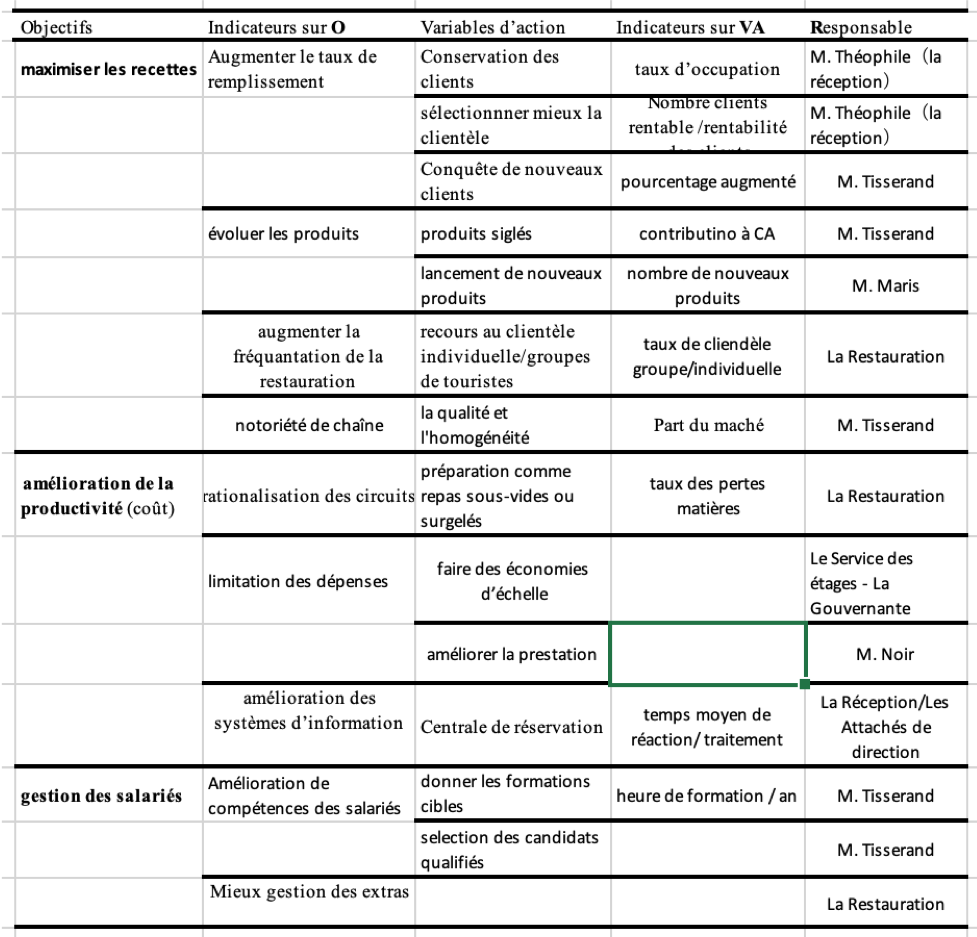 Objectifs Indicateurs sur O Variables d’action Indicateurs sur VA Responsable
maximiser les recettes
Augmenter le taux de
remplissement
Conservation des
clients
taux d’occupation
M. Théophile（la
réception）
sélectionnner mieux la
clientèle
Nombre clients
rentable /rentabilité
des clients
M. Théophile（la
réception）
Conquête de nouveaux
clients
pourcentage augmenté
M. Tisserand
évoluer les produits
produits siglés
contributino à CA
M. Tisserand
lancement de nouveaux
produits
nombre de nouveaux
produits
M. Maris
augmenter la
fréquantation de la
restauration
recours au clientèle
individuelle/groupes
de touristes
taux de cliendèle
groupe/individuelle
La Restauration
notoriété de chaîne
la qualité et
l'homogénéité
Part du maché
M. Tisserand
amélioration de la
productivité (coût)
rationalisation des circuits
préparation comme
repas sous-vides ou
surgelés
taux des pertes
matières
La Restauration
limitation des dépenses
faire des économies
d’échelle
Le Service des
étages - La
Gouvernante
améliorer la prestation
M. Noir
amélioration des
systèmes d’information
Centrale de réservation
temps moyen de
réaction/ traitement
La Réception/Les
Attachés de
direction
gestion des salariés
Amélioration de
compétences des salariés
donner les formations
cibles
heure de formation / an
M. Tisserand
selection des candidats
qualifiés
M. Tisserand
Mieux gestion des extras
La Restauration